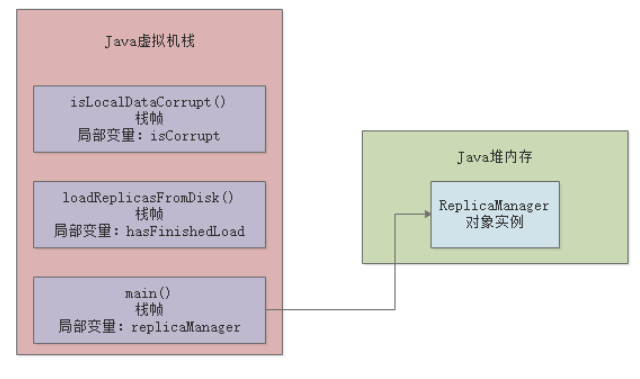 Java虚拟机栈
isLocalDataCorrupt()
栈帧
局部变量：isCorrupt
Java堆内存
loadReplicasFromDisk()
栈帧
局部变量：hasFinishedLoad
ReplicaManager
对象实例
main()
栈帧
局部变量：replicaManager